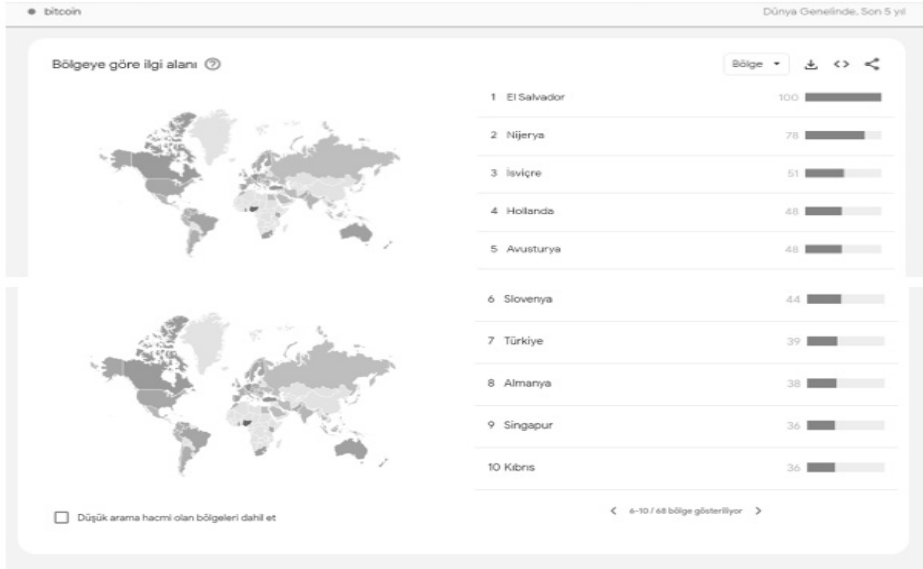 bitcoin
Dünya Genelinde, Son 5 yıl
Bölgeye göre ilgi alanı
Bölge
1 El Salvador 100
2 Nijerya 78
3 İsviçre 51
4 Hollanda 48
5 Avusturya 48
6 Slovenya 44
7 Türkiye 39
8 Almanya 38
9 Singapur 36
10 Kıbrıs 36
Düşük arama hacmi olan bölgeleri dahil et
6-10 / 68 bölge gösteriliyor